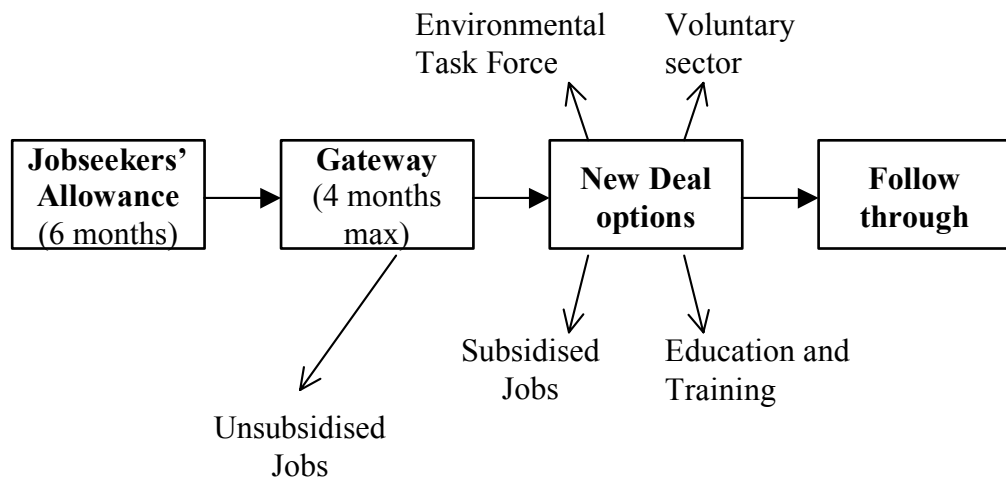 Environmental
Task Force
Voluntary
sector
Jobseekers’
Allowance
(6 months)
Gateway
(4 months
max)
New Deal
options
Follow
through
Subsidised
Jobs
Education and
Training
Unsubsidised
Jobs